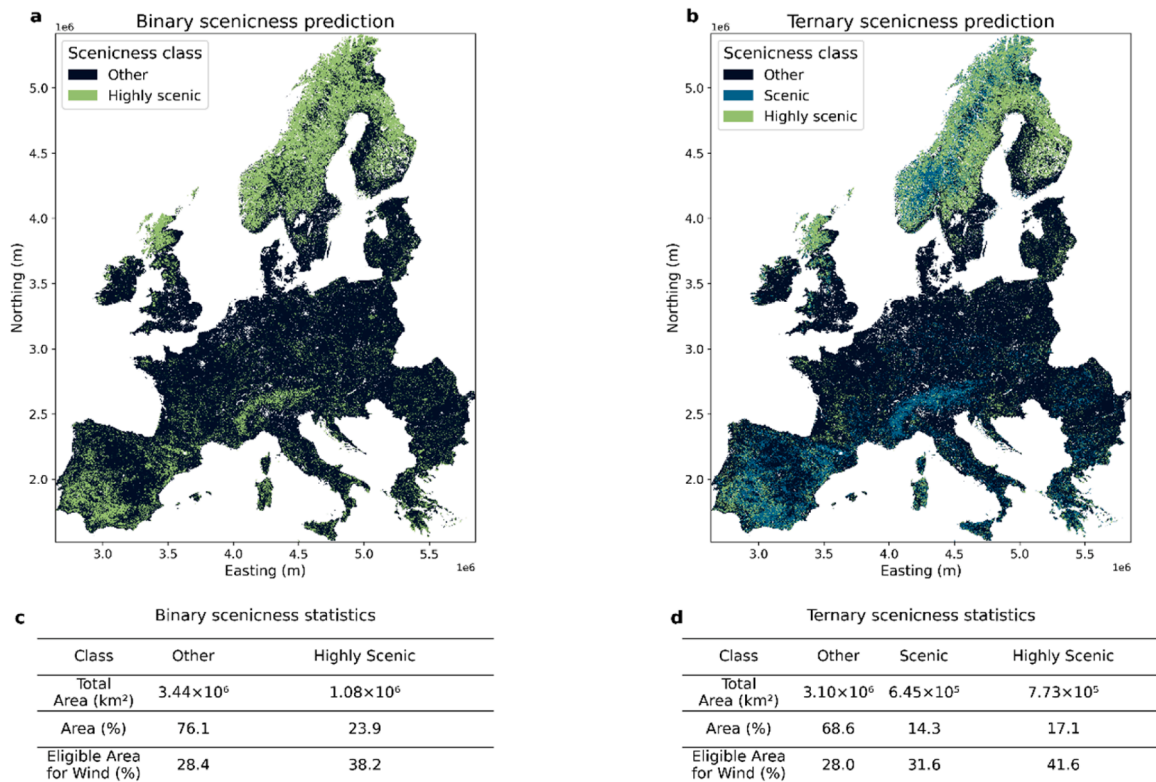 a
Binary scenicness prediction
1e6
Scenicness class
Other
Highly scenic
5.0
4.5
4.0
3.5
3.0
2.5
2.0
Northing (m)
3.0 3.5 4.0 4.5 5.0 5.5
Easting (m)
1e6
b
Ternary scenicness prediction
1e6
Scenicness class
Other
Scenic
Highly scenic
5.0
4.5
4.0
3.5
3.0
2.5
2.0
Northing (m)
3.0 3.5 4.0 4.5 5.0 5.5
Easting (m)
1e6
c
Binary scenicness statistics
Class Other Highly Scenic
Total
Area (km²) 3.44×10⁶ 1.08×10⁶
Area (%) 76.1 23.9
Eligible Area
for Wind (%) 28.4 38.2
d
Ternary scenicness statistics
Class Other Scenic Highly Scenic
Total
Area (km²) 3.10×10⁶ 6.45×10⁵ 7.73×10⁵
Area (%) 68.6 14.3 17.1
Eligible Area
for Wind (%) 28.0 31.6 41.6